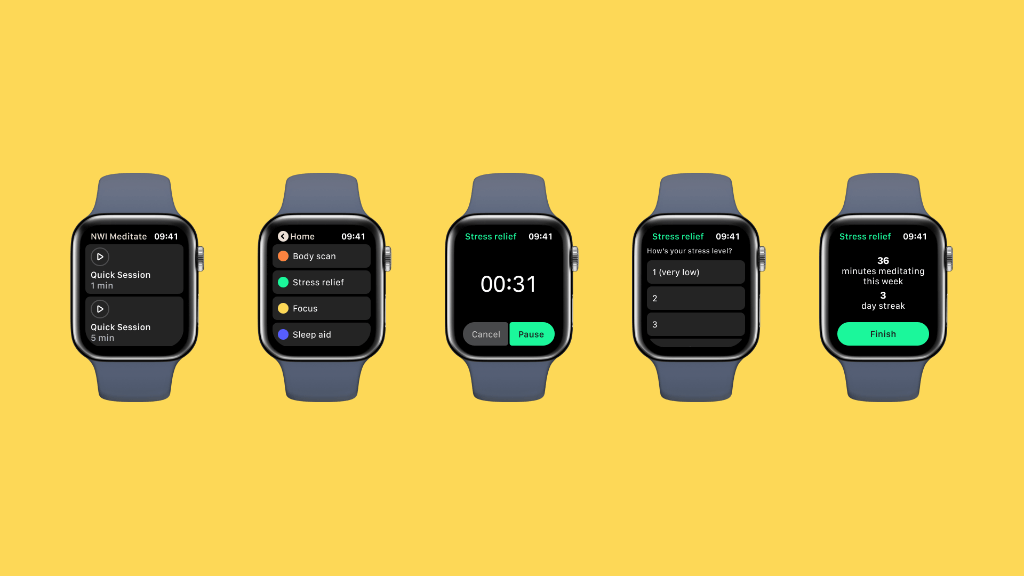 NWI Meditate 09:41
Quick Session
1 min
Quick Session
5 min
Home 09:41
Body scan
Stress relief
Focus
Sleep aid
Stress relief 09:41
00:31
Cancel Pause
Stress relief 09:41
How's your stress level?
1 (very low)
2
3
Stress relief 09:41
36
minutes meditating
this week
3
day streak
Finish